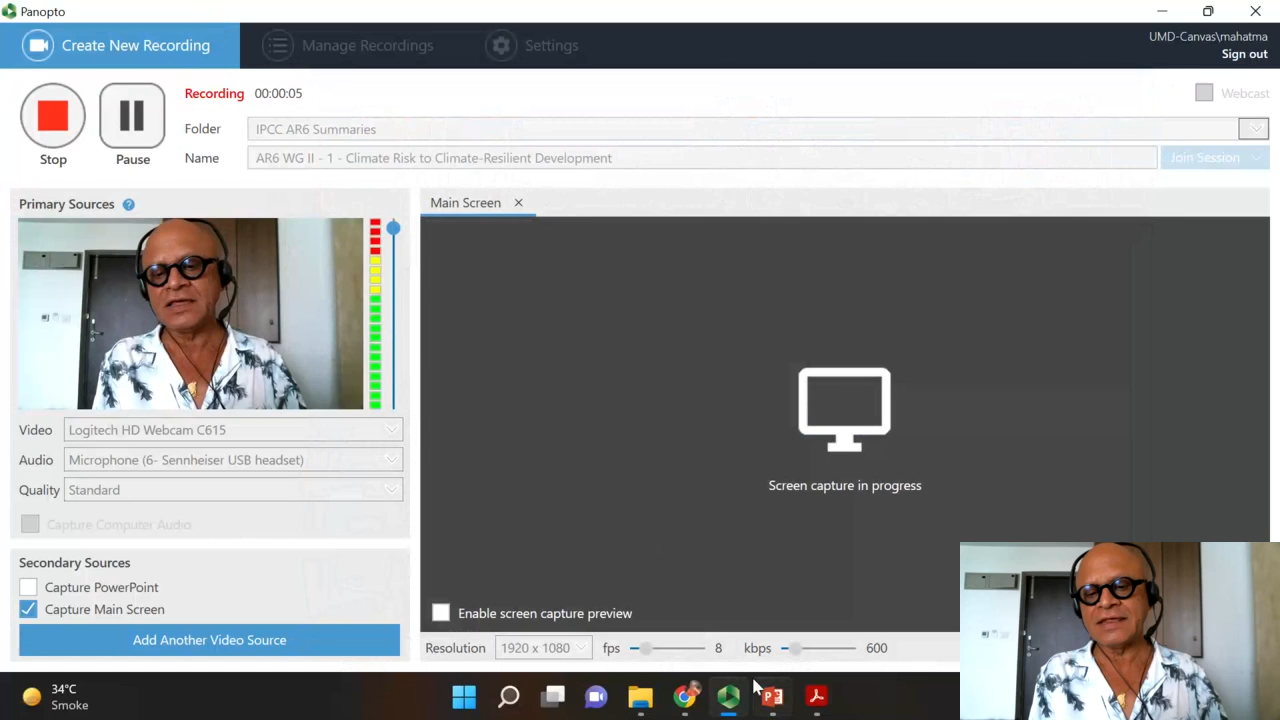 Panopto
Create New Recording
Manage Recordings
Settings
UMD-Canvas\mahatma
Sign out
Recording 00:00:05
Webcast
Folder IPCC AR6 Summaries
Name AR6 WG II - 1 - Climate Risk to Climate-Resilient Development
Join Session
Stop
Pause
Primary Sources ?
Main Screen
Video Logitech HD Webcam C615
Audio Microphone (6- Sennheiser USB headset)
Quality Standard
Capture Computer Audio
Screen capture in progress
Secondary Sources
Capture PowerPoint
Capture Main Screen
Add Another Video Source
Enable screen capture preview
Resolution 1920 x 1080 fps 8 kbps 600
34°C
Smoke